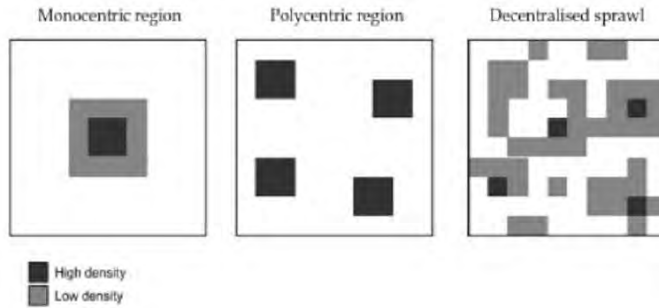 Monocentric region
Polycentric region
Decentralised sprawl
High density
Low density